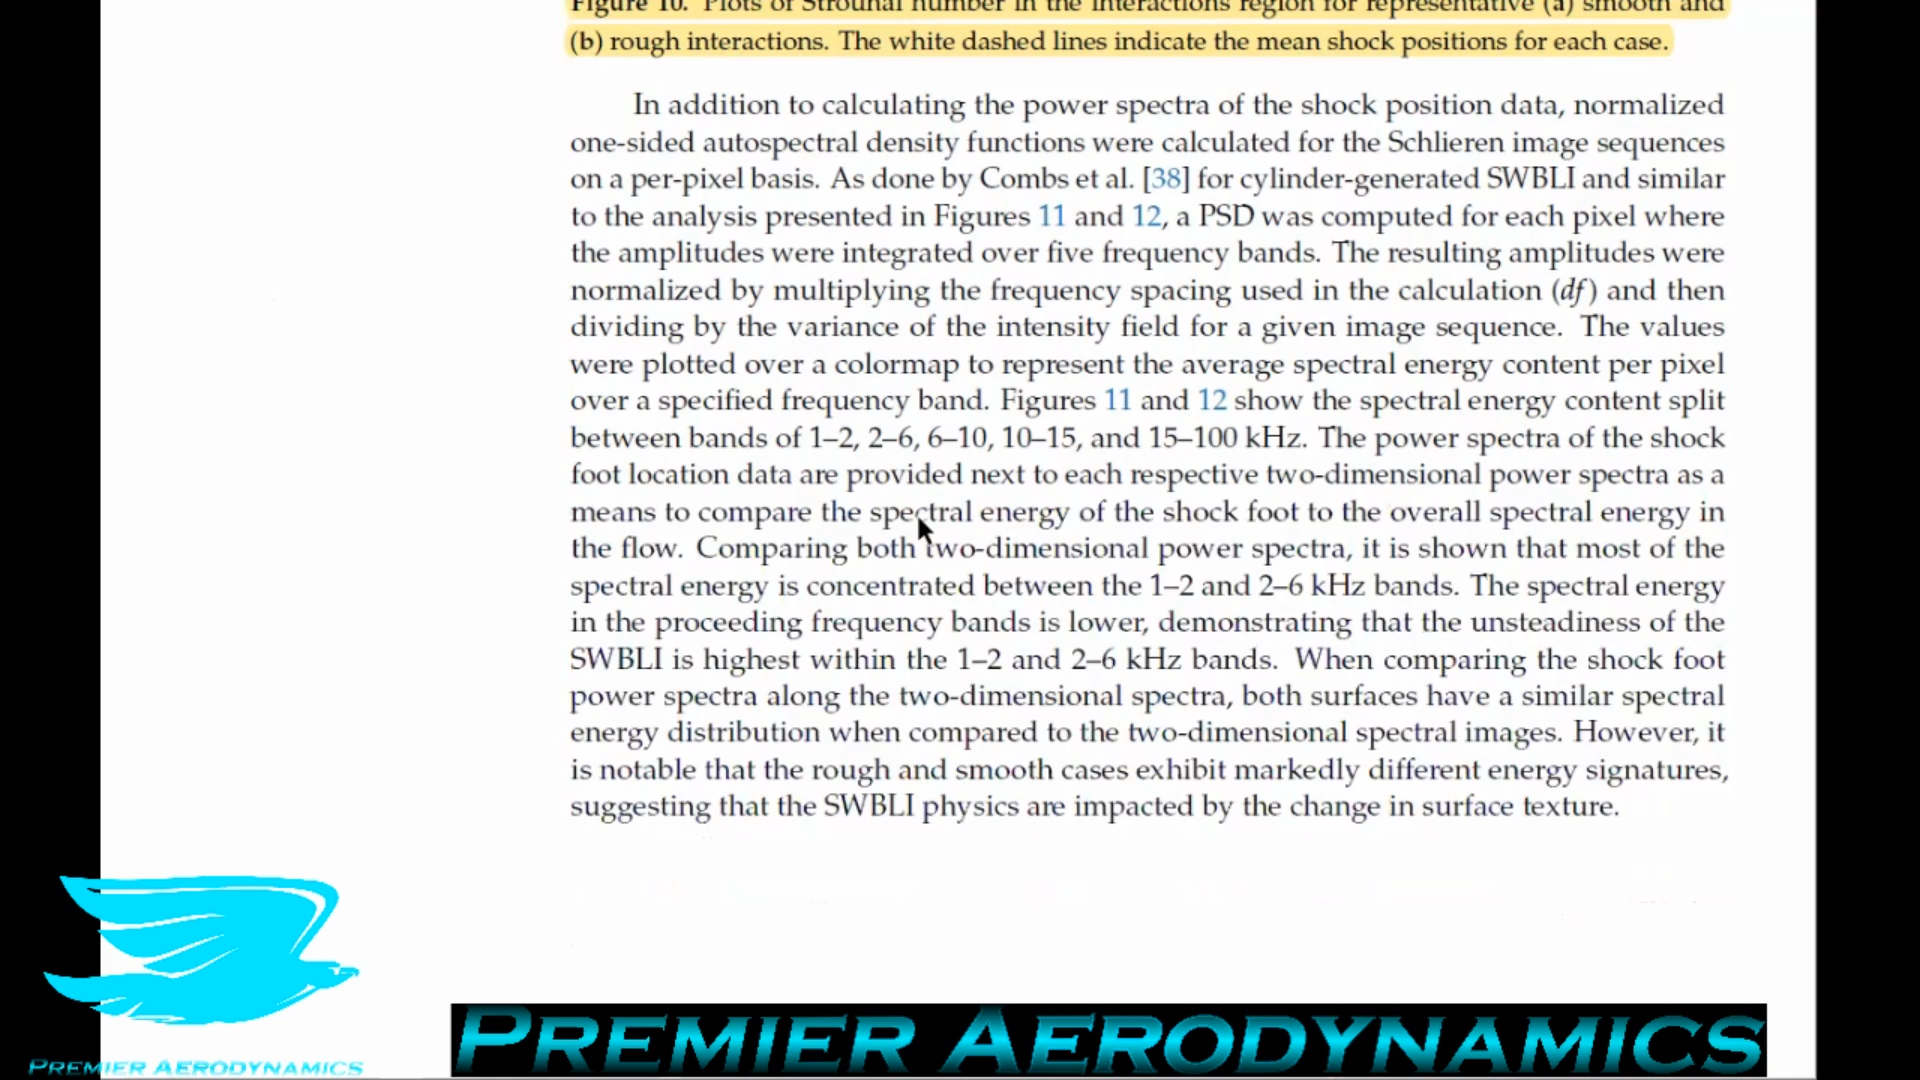 Figure 10. Plots of Strouhal number in the interactions region for representative (a) smooth and
(b) rough interactions. The white dashed lines indicate the mean shock positions for each case.
In addition to calculating the power spectra of the shock position data, normalized
one-sided autospectral density functions were calculated for the Schlieren image sequences
on a per-pixel basis. As done by Combs et al. [38] for cylinder-generated SWBLI and similar
to the analysis presented in Figures 11 and 12, a PSD was computed for each pixel where
the amplitudes were integrated over five frequency bands. The resulting amplitudes were
normalized by multiplying the frequency spacing used in the calculation (df) and then
dividing by the variance of the intensity field for a given image sequence. The values
were plotted over a colormap to represent the average spectral energy content per pixel
over a specified frequency band. Figures 11 and 12 show the spectral energy content split
between bands of 1–2, 2–6, 6–10, 10–15, and 15–100 kHz. The power spectra of the shock
foot location data are provided next to each respective two-dimensional power spectra as a
means to compare the spectral energy of the shock foot to the overall spectral energy in
the flow. Comparing both two-dimensional power spectra, it is shown that most of the
spectral energy is concentrated between the 1–2 and 2–6 kHz bands. The spectral energy
in the proceeding frequency bands is lower, demonstrating that the unsteadiness of the
SWBLI is highest within the 1–2 and 2–6 kHz bands. When comparing the shock foot
power spectra along the two-dimensional spectra, both surfaces have a similar spectral
energy distribution when compared to the two-dimensional spectral images. However, it
is notable that the rough and smooth cases exhibit markedly different energy signatures,
suggesting that the SWBLI physics are impacted by the change in surface texture.
PREMIER AERODYNAMICS
PREMIER AERODYNAMICS